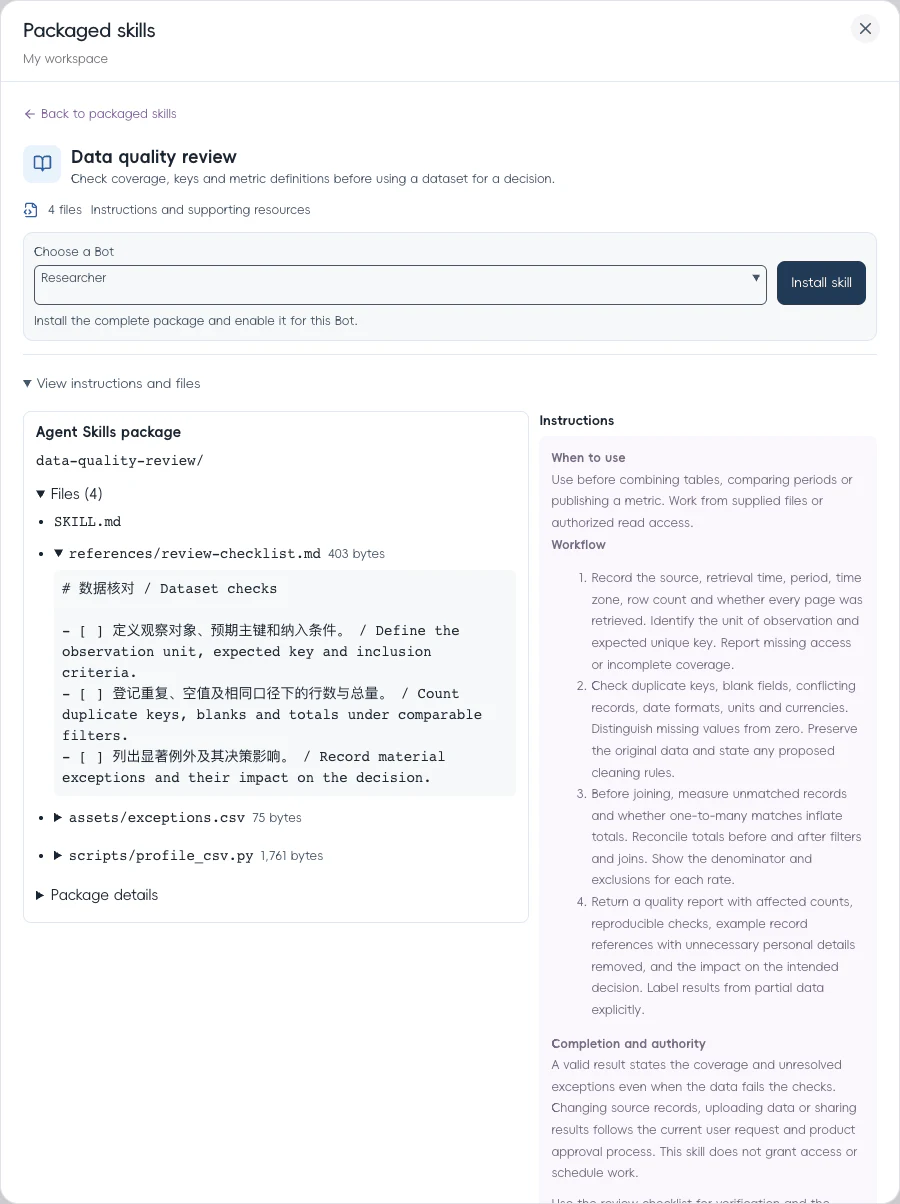 Packaged skills
My workspace
← Back to packaged skills
Data quality review
Check coverage, keys and metric definitions before using a dataset for a decision.
4 files Instructions and supporting resources
Choose a Bot
Researcher
Install skill
Install the complete package and enable it for this Bot.
▼ View instructions and files
Agent Skills package
data-quality-review/
▼ Files (4)
• SKILL.md
• ▼ references/review-checklist.md 403 bytes
# 数据核对 / Dataset checks
- [ ] 定义观察对象、预期主键和纳入条件。 / Define the
observation unit, expected key and inclusion
criteria.
- [ ] 登记重复、空值及相同口径下的行数与总量。 / Count
duplicate keys, blanks and totals under comparable
filters.
- [ ] 列出显著例外及其决策影响。 / Record material
exceptions and their impact on the decision.
• ▶ assets/exceptions.csv 75 bytes
• ▶ scripts/profile_csv.py 1,761 bytes
▶ Package details
Instructions
When to use
Use before combining tables, comparing periods or
publishing a metric. Work from supplied files or
authorized read access.
Workflow
1. Record the source, retrieval time, period, time
zone, row count and whether every page was
retrieved. Identify the unit of observation and
expected unique key. Report missing access
or incomplete coverage.
2. Check duplicate keys, blank fields, conflicting
records, date formats, units and currencies.
Distinguish missing values from zero. Preserve
the original data and state any proposed
cleaning rules.
3. Before joining, measure unmatched records
and whether one-to-many matches inflate
totals. Reconcile totals before and after filters
and joins. Show the denominator and
exclusions for each rate.
4. Return a quality report with affected counts,
reproducible checks, example record
references with unnecessary personal details
removed, and the impact on the intended
decision. Label results from partial data
explicitly.
Completion and authority
A valid result states the coverage and unresolved
exceptions even when the data fails the checks.
Changing source records, uploading data or sharing
results follows the current user request and product
approval process. This skill does not grant access or
schedule work.
Use the review checklist for verification and the